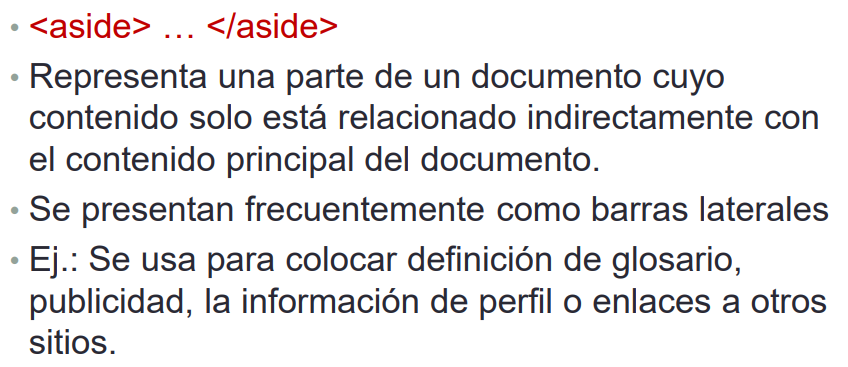 • <aside> … </aside>
• Representa una parte de un documento cuyo
contenido solo está relacionado indirectamente con
el contenido principal del documento.
• Se presentan frecuentemente como barras laterales
• Ej.: Se usa para colocar definición de glosario,
publicidad, la información de perfil o enlaces a otros
sitios.